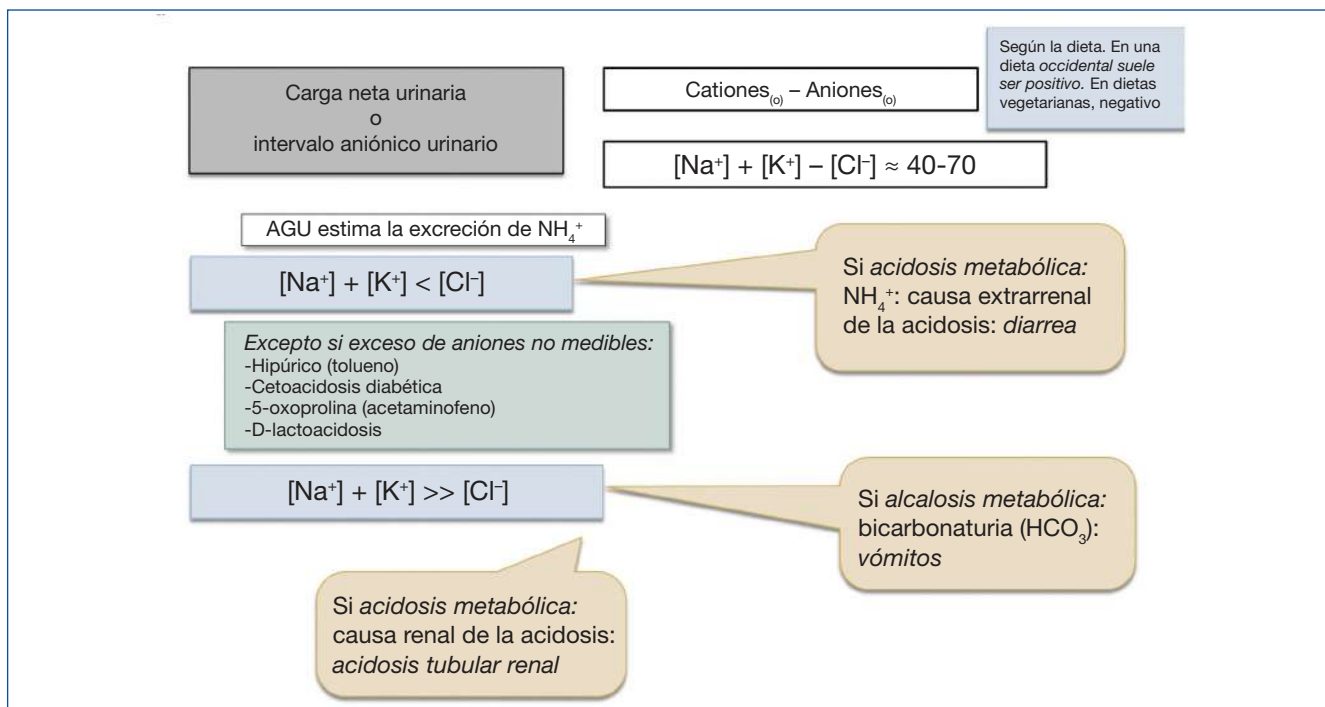 Carga neta urinaria
o
intervalo aniónico urinario
Cationes(o) – Aniones(o)
Según la dieta. En una
dieta occidental suele
ser positivo. En dietas
vegetarianas, negativo
[Na⁺] + [K⁺] – [Cl⁻] ≈ 40-70
AGU estima la excreción de NH₄⁺
[Na⁺] + [K⁺] < [Cl⁻]
Si acidosis metabólica:
NH₄⁺: causa extrarrenal
de la acidosis: diarrea
Excepto si exceso de aniones no medibles:
-Hipúrico (tolueno)
-Cetoacidosis diabética
-5-oxoprolina (acetaminofeno)
-D-lactoacidosis
[Na⁺] + [K⁺] >> [Cl⁻]
Si alcalosis metabólica:
bicarbonaturia (HCO₃):
vómitos
Si acidosis metabólica:
causa renal de la acidosis:
acidosis tubular renal